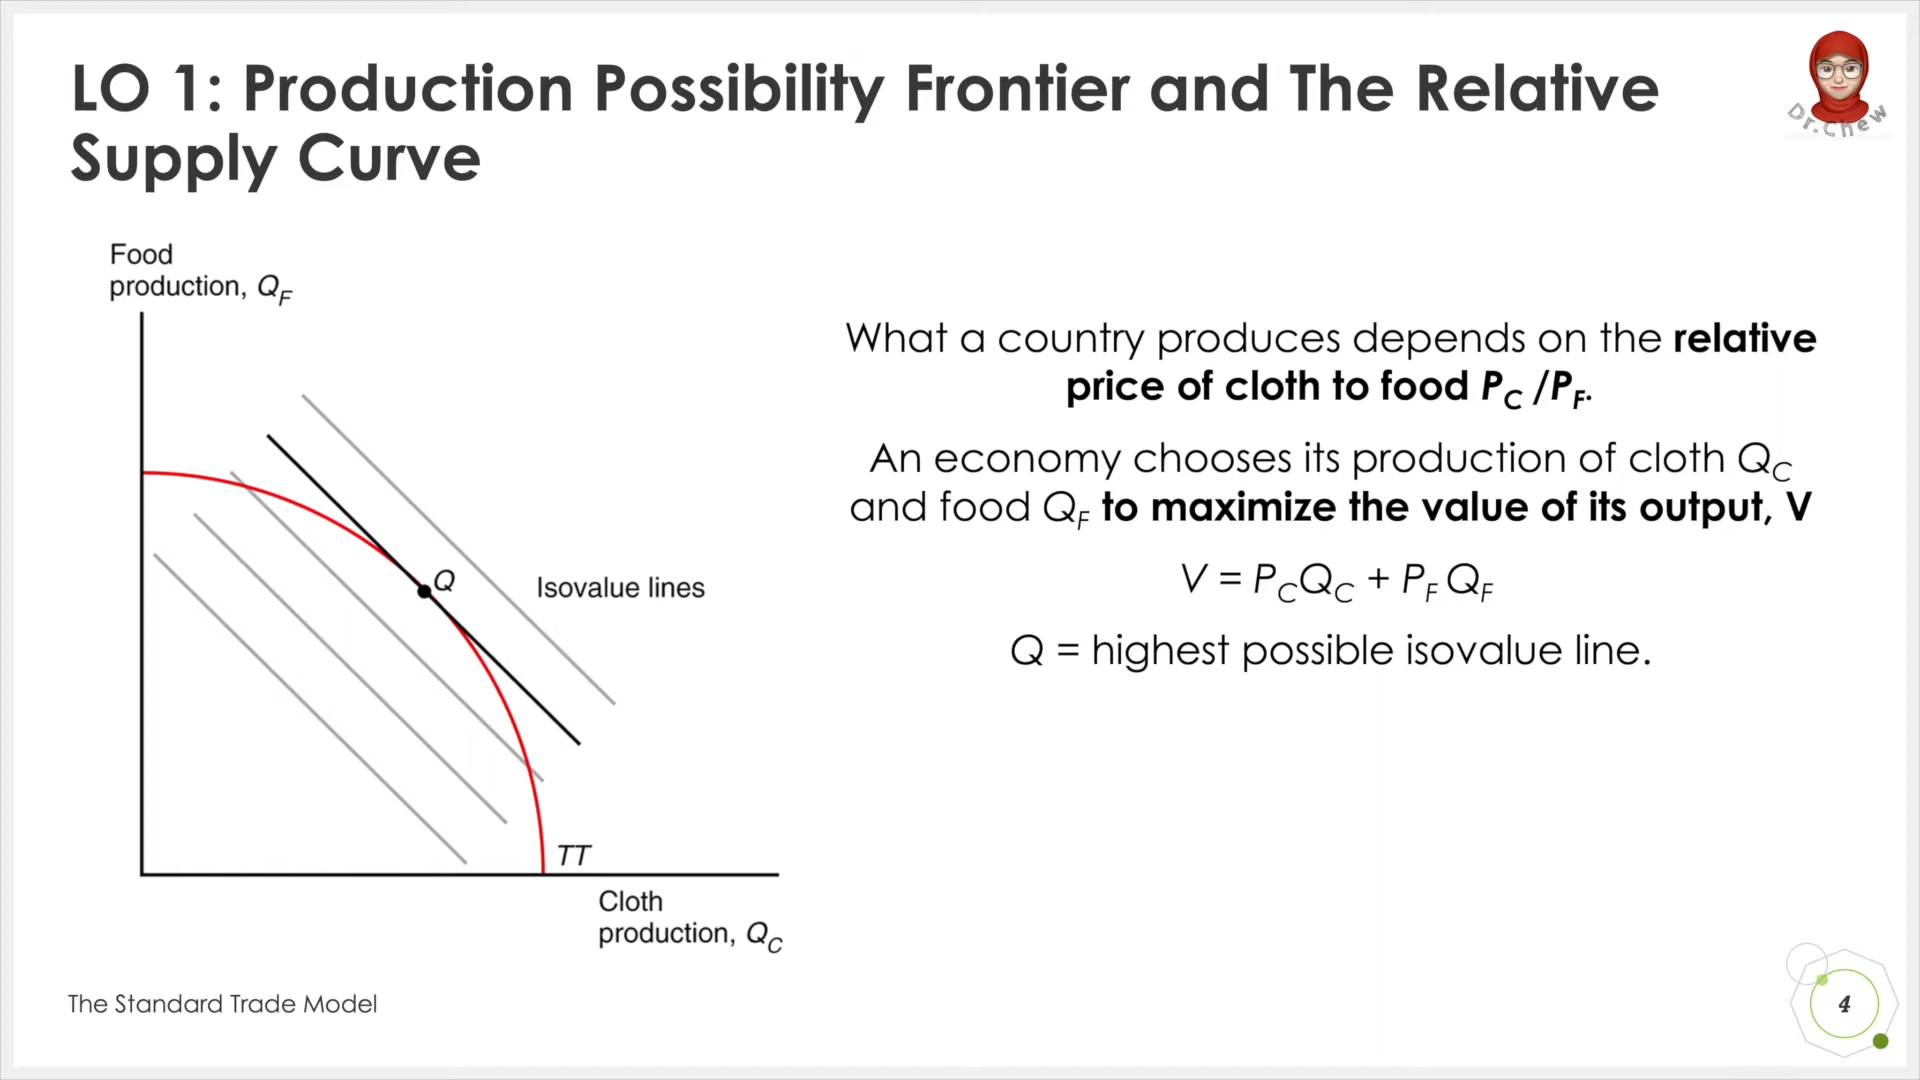 LO 1: Production Possibility Frontier and The Relative
Supply Curve
Dr.Chew
Food
production, QF
Q
Isovalue lines
TT
Cloth
production, QC
What a country produces depends on the relative
price of cloth to food PC /PF.
An economy chooses its production of cloth QC
and food QF to maximize the value of its output, V
V = PCQC + PF QF
Q = highest possible isovalue line.
The Standard Trade Model
4